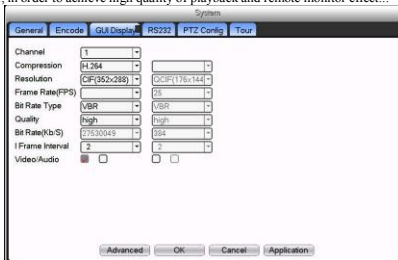 , in order to achieve high quality of playback and remote monitor effect...
System
General Encode GUI Display RS232 PTZ Config Tour
Channel 1
Compression H.264
Resolution CIF(352x288) QCIF(176x144
Frame Rate(FPS) 25
Bit Rate Type VBR VBR
Quality high high
Bit Rate(Kb/S) 27530049 384
I Frame Interval 2 2
Video/Audio
Advanced OK Cancel Application